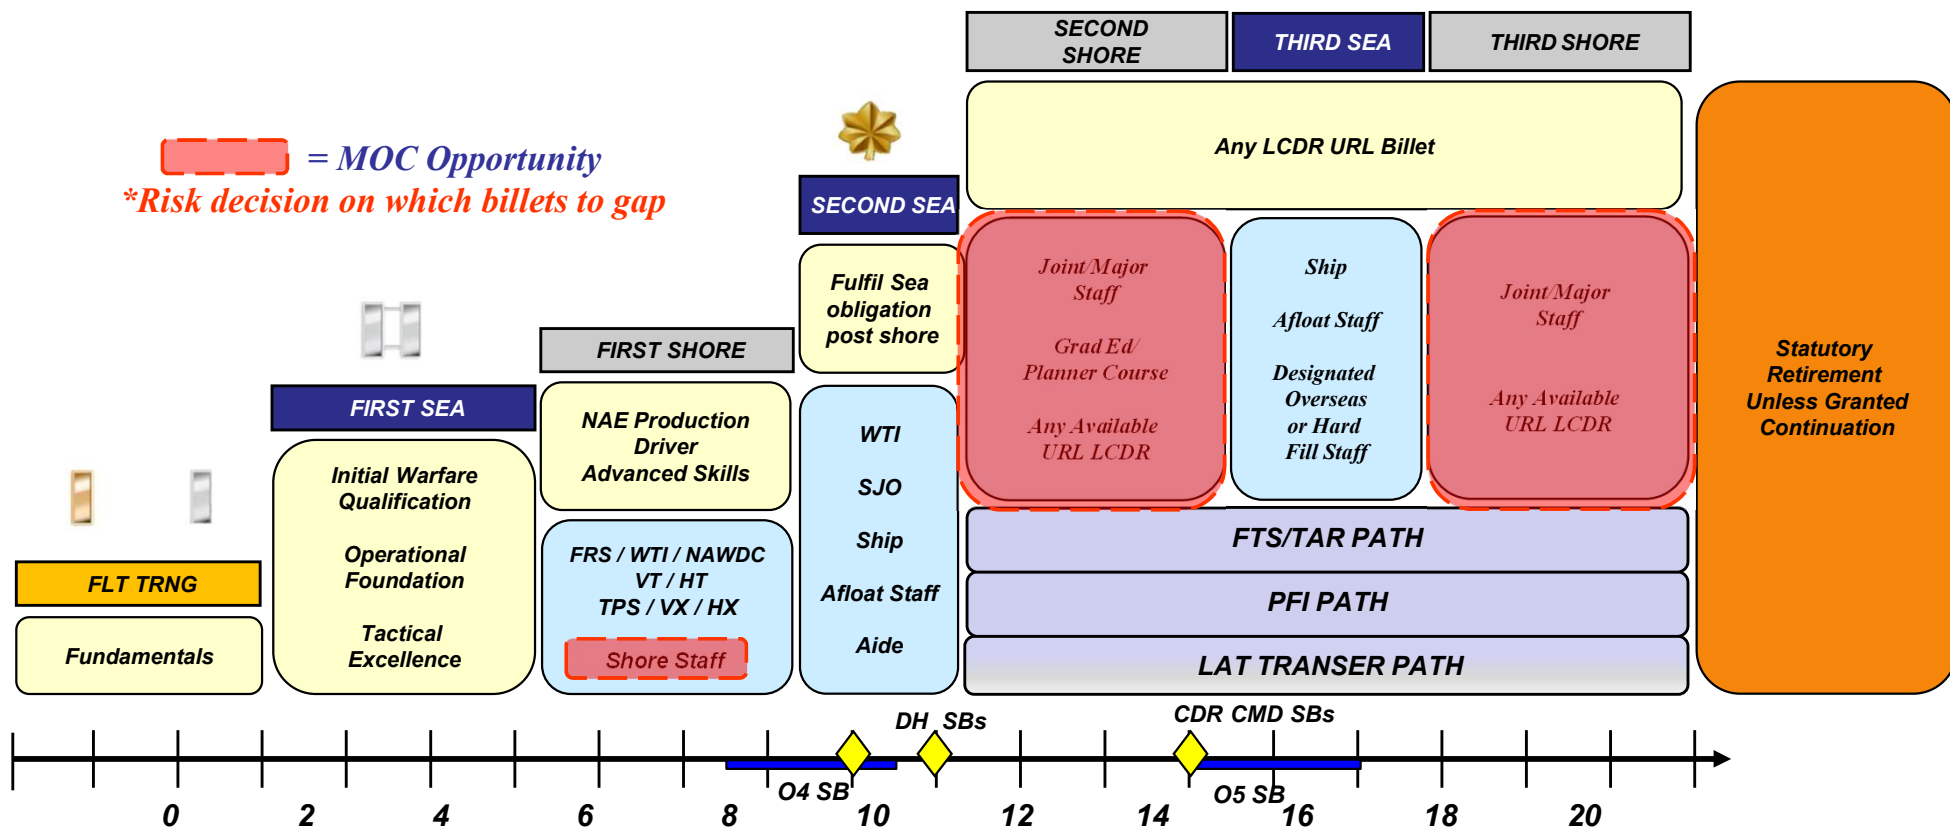 = MOC Opportunity
*Risk decision on which billets to gap
FLT TRNG
Fundamentals
FIRST SEA
Initial Warfare
Qualification
Operational
Foundation
Tactical
Excellence
FIRST SHORE
NAE Production
Driver
Advanced Skills
FRS / WTI / NAWDC
VT / HT
TPS / VX / HX
Shore Staff
SECOND SEA
Fulfil Sea
obligation
post shore
WTI
SJO
Ship
Afloat Staff
Aide
SECOND
SHORE
THIRD SEA
THIRD SHORE
Any LCDR URL Billet
Joint/Major
Staff
Grad Ed/
Planner Course
Any Available
URL LCDR
Ship
Afloat Staff
Designated
Overseas
or Hard
Fill Staff
Joint/Major
Staff
Any Available
URL LCDR
FTS/TAR PATH
PFI PATH
LAT TRANSER PATH
Statutory
Retirement
Unless Granted
Continuation
DH SBs
CDR CMD SBs
O4 SB
O5 SB
0 2 4 6 8 10 12 14 16 18 20